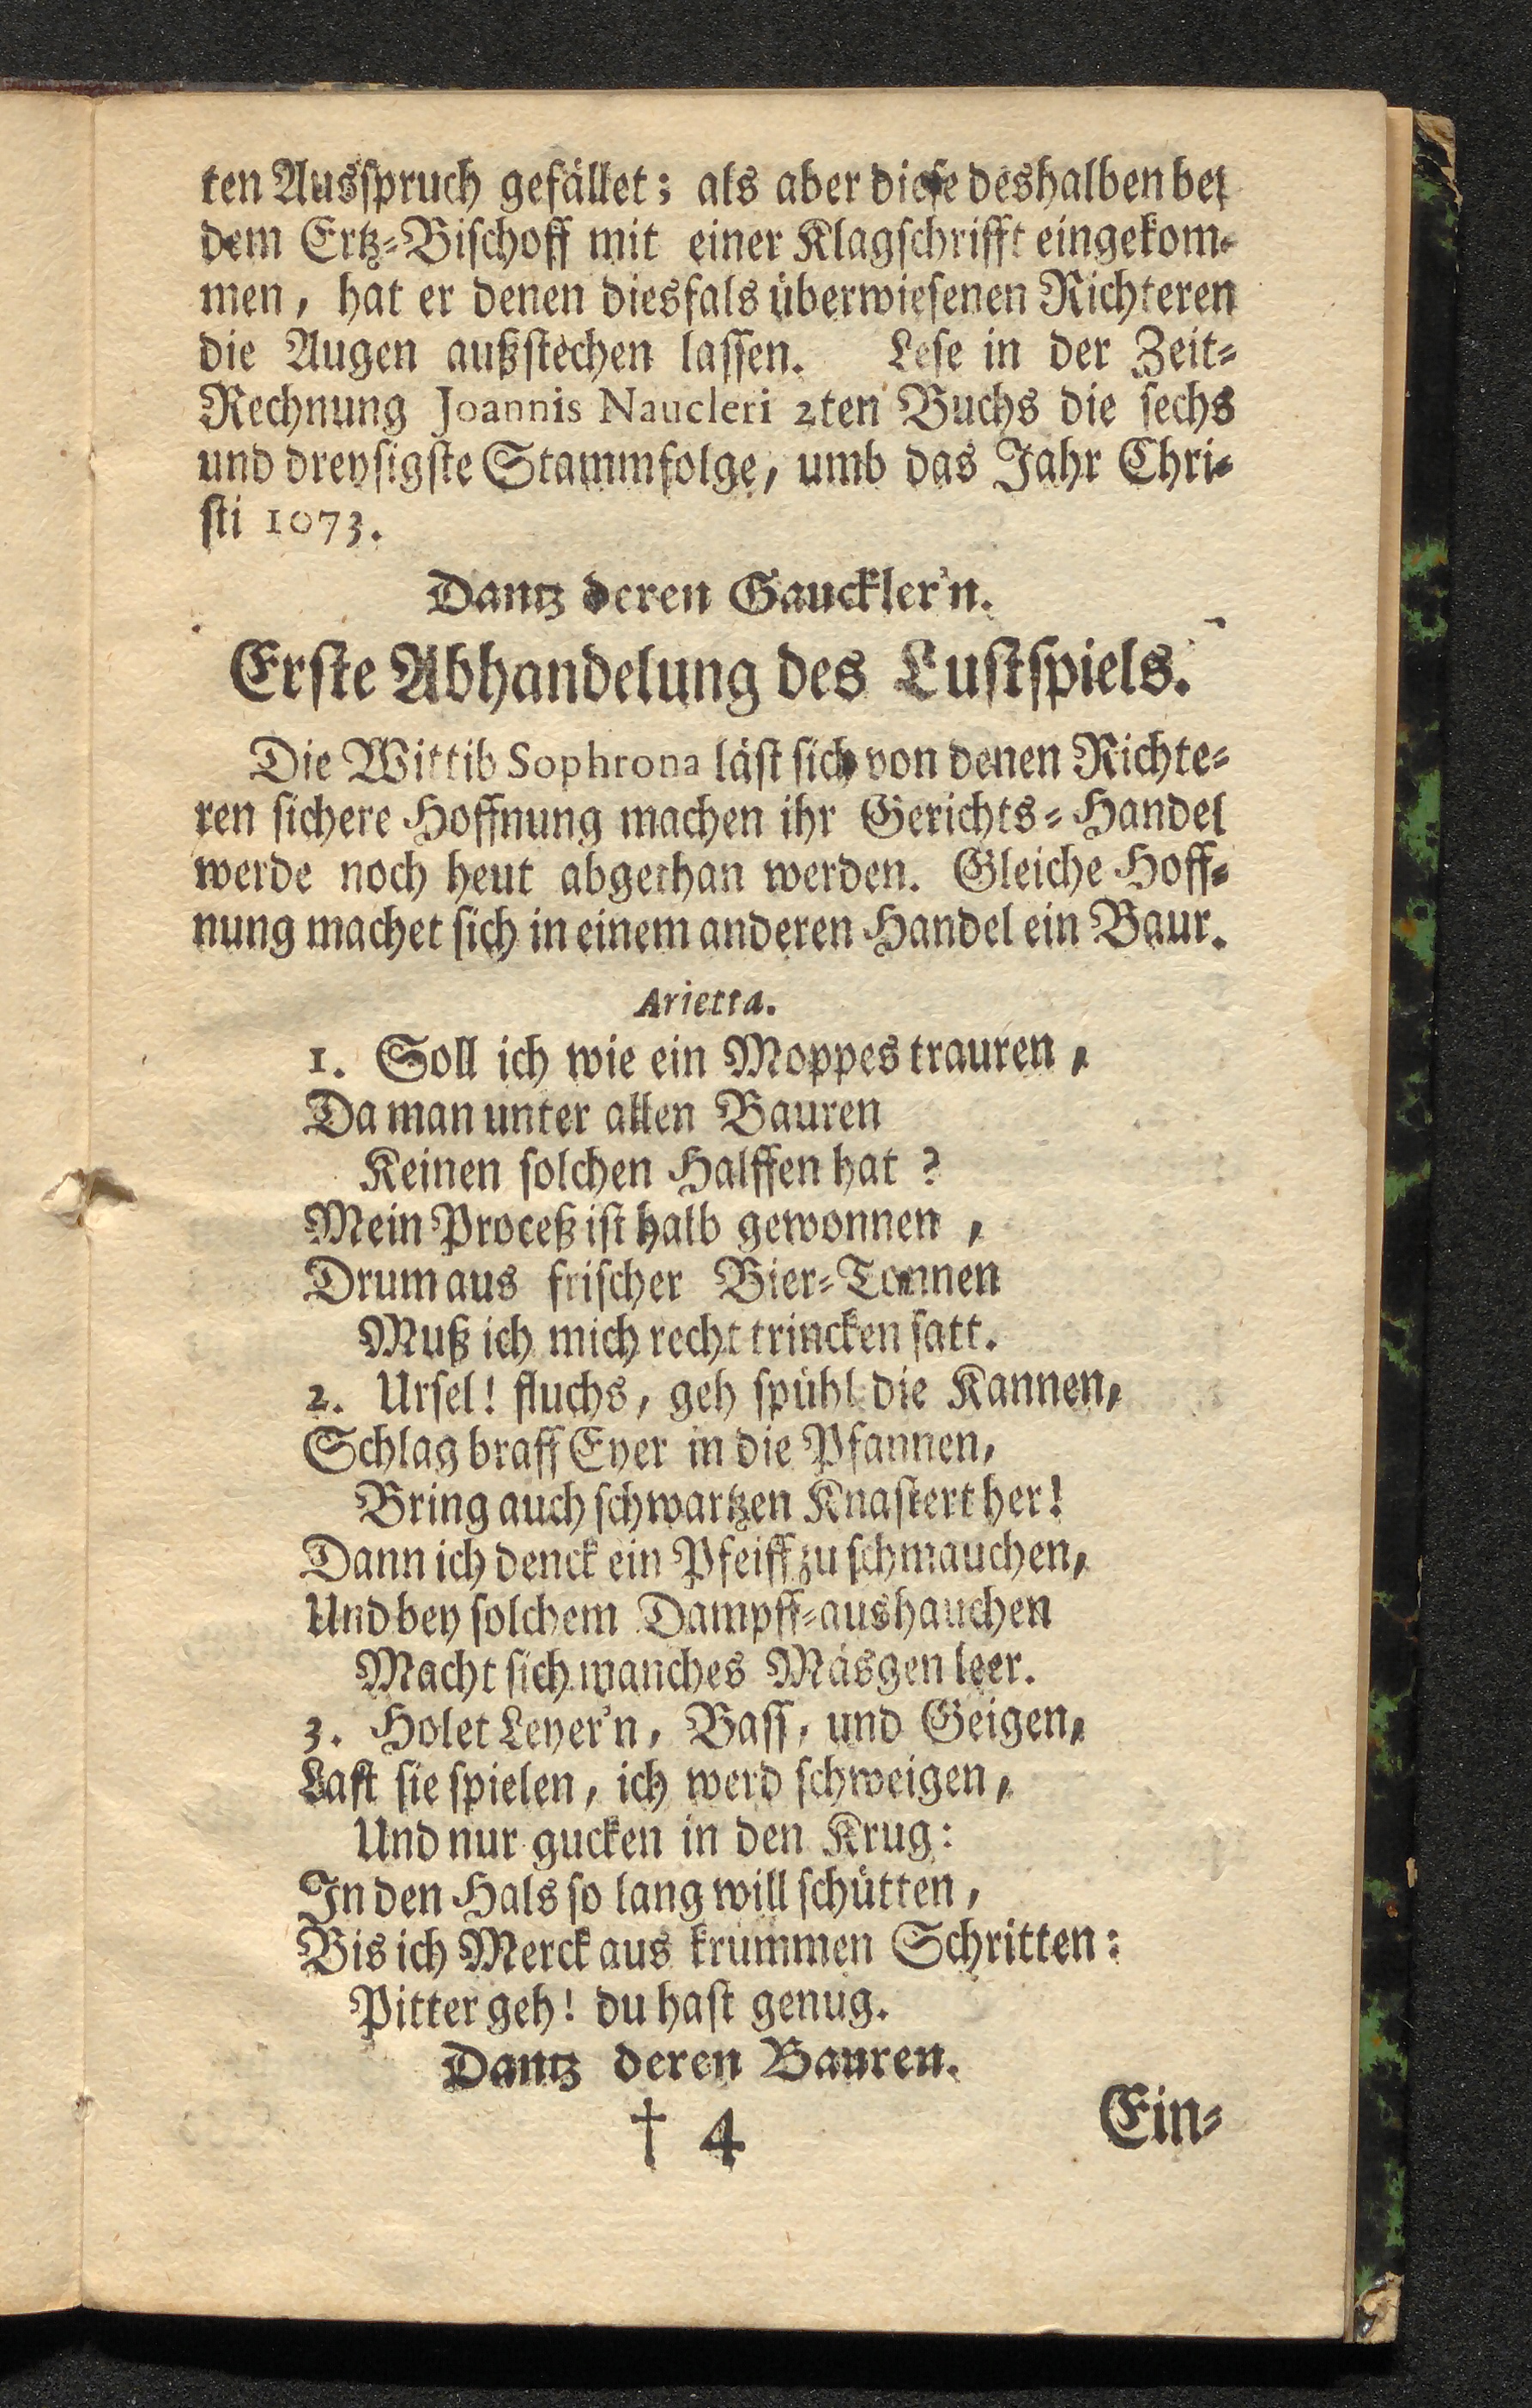 ten Ausspruch gefället; als aber diese deshalben bey
dem Ertz-Bischoff mit einer Klagschrifft eingekom-
men, hat er denen diesfals überwiesenen Richteren
die Augen außstechen lassen. Lese in der Zeit-
Rechnung Joannis Naucleri 2ten Buchs die sechs
und dreysigste Stammfolge, umb das Jahr Chri-
sti 1073.
Dantz deren Gauckler'n.
Erste Abhandelung des Lustspiels.
Die Wittib Sophrona läst sich von denen Richte-
ren sichere Hoffnung machen ihr Gerichts-Handel
werde noch heut abgethan werden. Gleiche Hoff-
nung machet sich in einem anderen Handel ein Baur.
Arietta.
1. Soll ich wie ein Moppes trauren,
Da man unter allen Bauren
Keinen solchen Halffen hat?
Mein Proceß ist halb gewonnen,
Drum aus frischer Bier-Tonnen
Muß ich mich recht trincken satt.
2. Ursel! fluchs, geh spühl die Kannen,
Schlag braff Eyer in die Pfannen,
Bring auch schwartzen Knastert her!
Dann ich denck ein Pfeiff zu schmauchen,
Und bey solchem Dampff-aushauchen
Macht sich manches Mäsgen leer.
3. Holet Leyer'n, Bass, und Geigen,
Last sie spielen, ich werd schweigen,
Und nur gucken in den Krug:
In den Hals so lang will schütten,
Bis ich Merck aus krummen Schritten:
Pitter geh! du hast genug.
Dantz deren Bauren.
† 4 Ein-